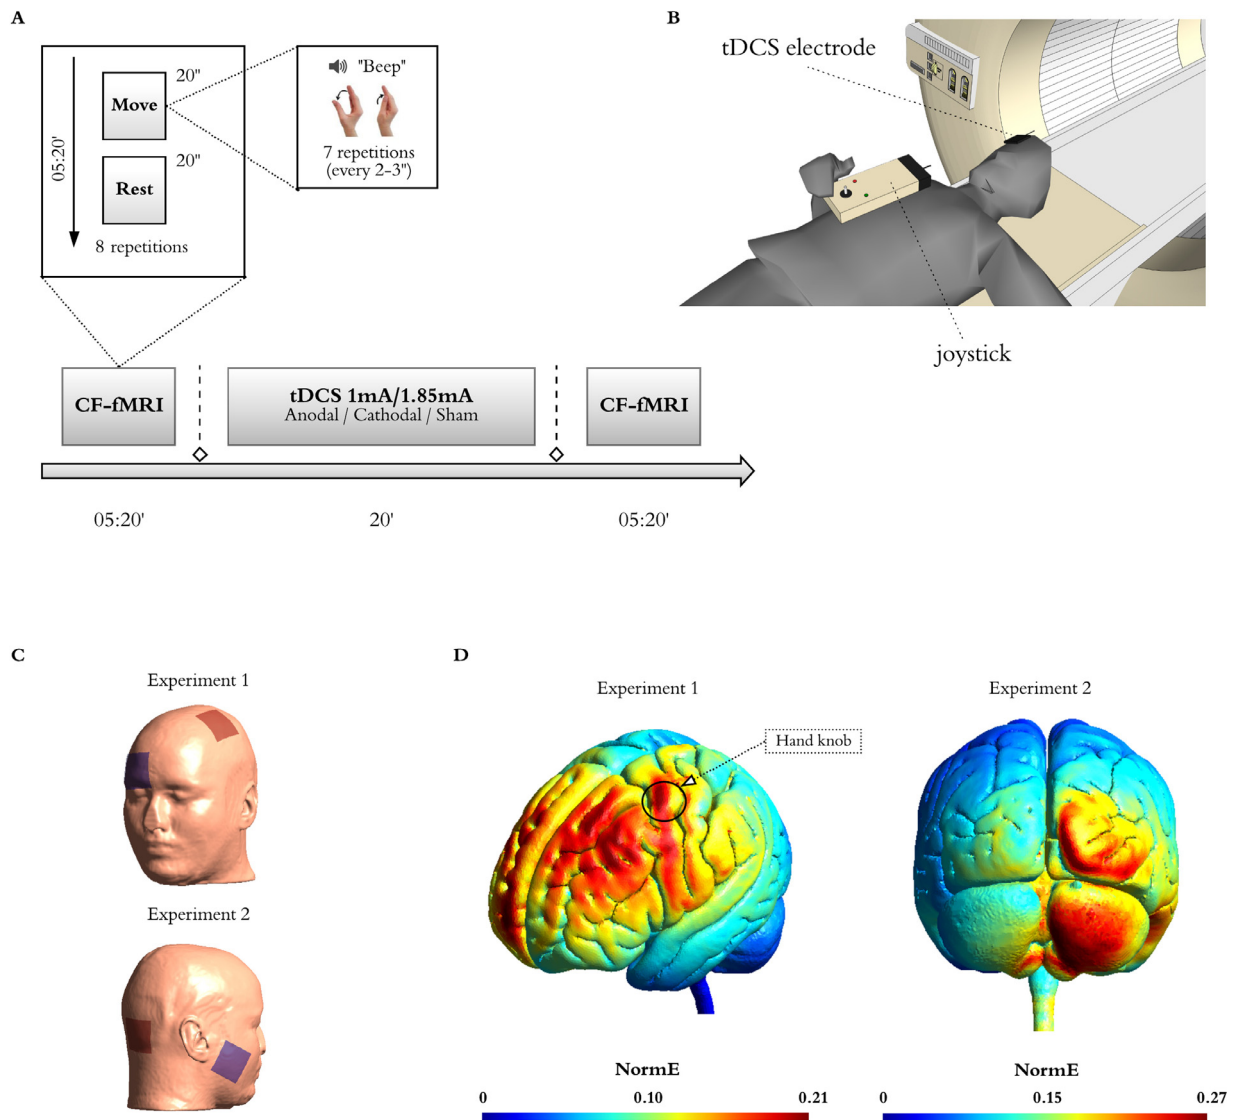 A
Move
20"
Rest
20"
05:20'
8 repetitions
"Beep"
7 repetitions
(every 2-3")
B
tDCS electrode
joystick
CF-fMRI
tDCS 1mA/1.85mA
Anodal / Cathodal / Sham
CF-fMRI
05:20'
20'
05:20'
C
Experiment 1
Experiment 2
D
Experiment 1
Hand knob
Experiment 2
NormE
0 0.10 0.21
NormE
0 0.15 0.27